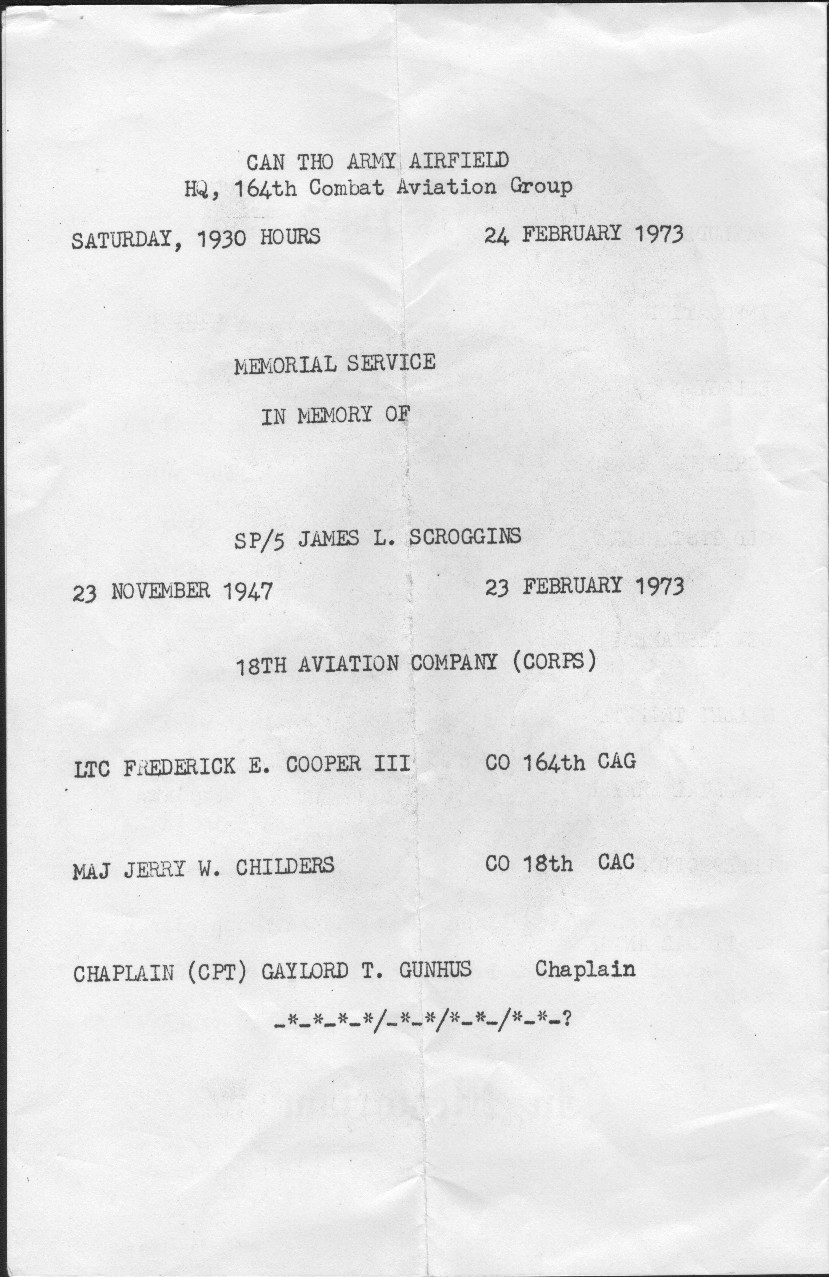 CAN THO ARMY AIRFIELD
HQ, 164th Combat Aviation Group
SATURDAY, 1930 HOURS 24 FEBRUARY 1973
MEMORIAL SERVICE
IN MEMORY OF
SP/5 JAMES L. SCROGGINS
23 NOVEMBER 1947 23 FEBRUARY 1973
18TH AVIATION COMPANY (CORPS)
LTC FREDERICK E. COOPER III CO 164th CAG
MAJ JERRY W. CHILDERS CO 18th CAC
CHAPLAIN (CPT) GAYLORD T. GUNHUS Chaplain
-*-*-*-*/-*-*/*-*-/*-*-?